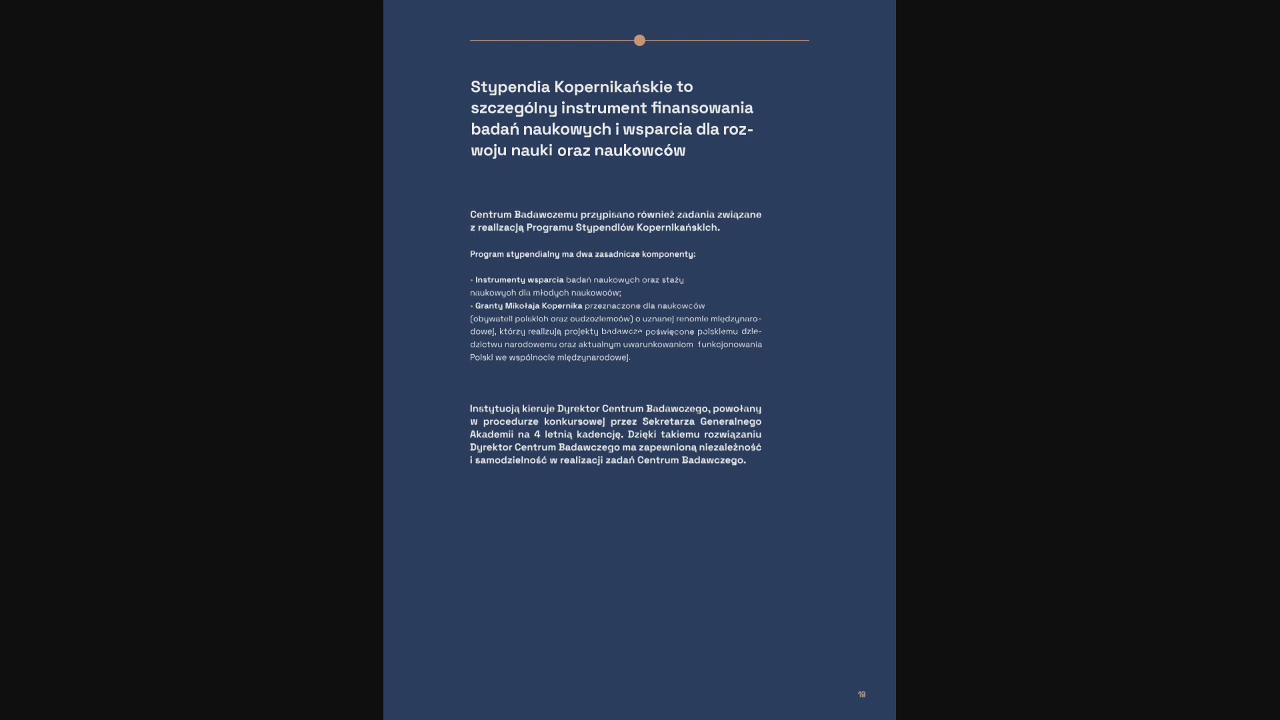 Stypendia Kopernikańskie to
szczególny instrument finansowania
badań naukowych i wsparcia dla roz-
woju nauki oraz naukowców
Centrum Badawczemu przypisano również zadania związane
z realizacją Programu Stypendiów Kopernikańskich.
Program stypendialny ma dwa zasadnicze komponenty:
• Instrumenty wsparcia badań naukowych oraz staży
naukowych dla młodych naukowców;
• Granty Mikołaja Kopernika przeznaczone dla naukowców
(obywateli polskich oraz cudzoziemców) o uznanej renomie międzynaro-
dowej, którzy realizują projekty badawcze poświęcone polskiemu dzie-
dzictwu narodowemu oraz aktualnym uwarunkowaniom funkcjonowania
Polski we wspólnocie międzynarodowej.
Instytucją kieruje Dyrektor Centrum Badawczego, powołany
w procedurze konkursowej przez Sekretarza Generalnego
Akademii na 4 letnią kadencję. Dzięki takiemu rozwiązaniu
Dyrektor Centrum Badawczego ma zapewnioną niezależność
i samodzielność w realizacji zadań Centrum Badawczego.